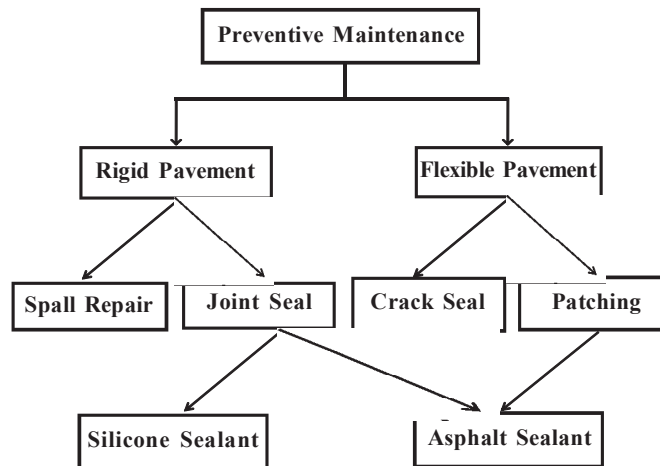 Preventive Maintenance
Rigid Pavement
Flexible Pavement
Spall Repair
Joint Seal
Crack Seal
Patching
Silicone Sealant
Asphalt Sealant